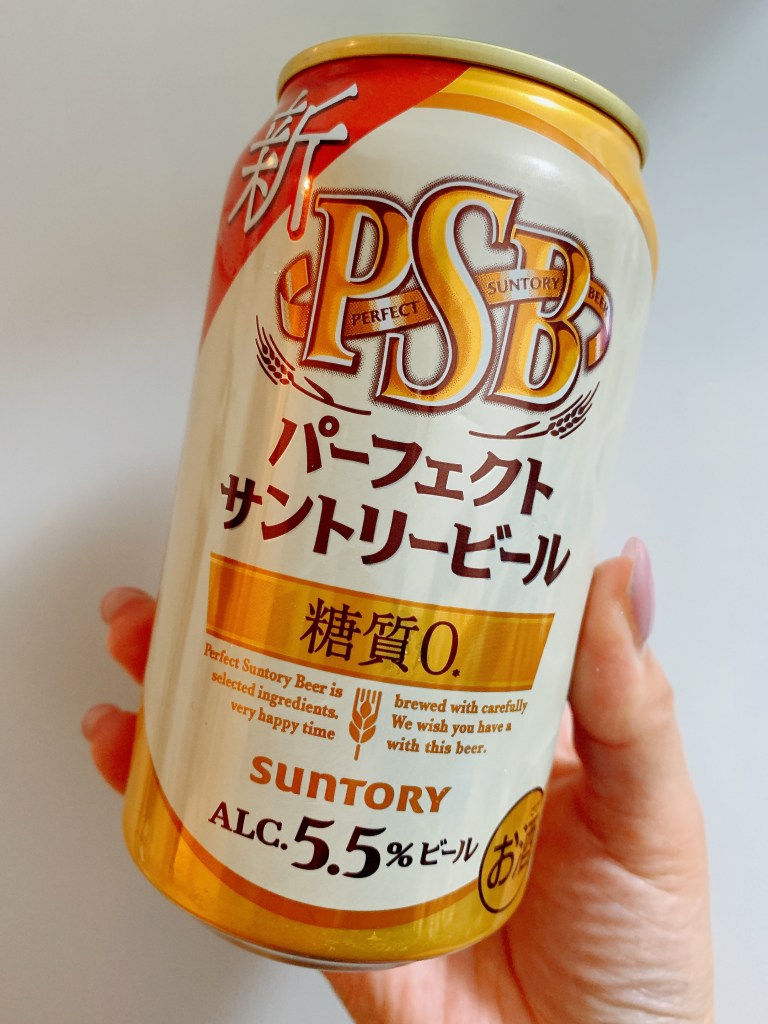 新
PSB
PERFECT SUNTORY BEER
パーフェクト
サントリービール
糖質0*
Perfect Suntory Beer is brewed with carefully
selected ingredients. We wish you have a
very happy time with this beer.
SUNTORY
ALC.5.5%ビール
お酒